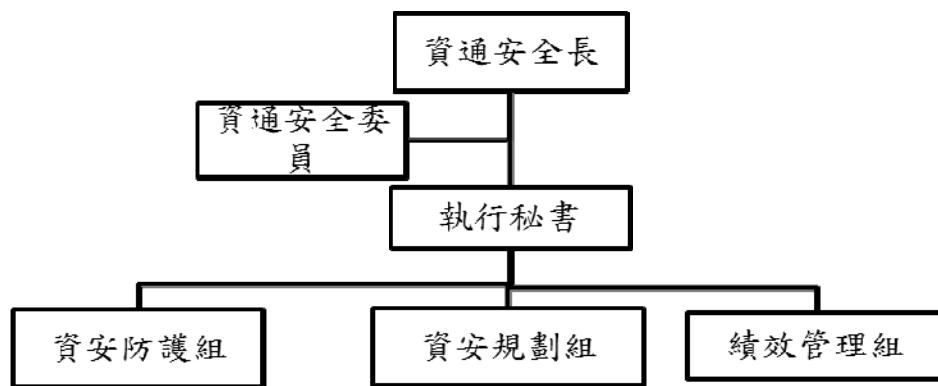 資通安全長
資通安全委
員
執行秘書
資安防護組
資安規劃組
績效管理組